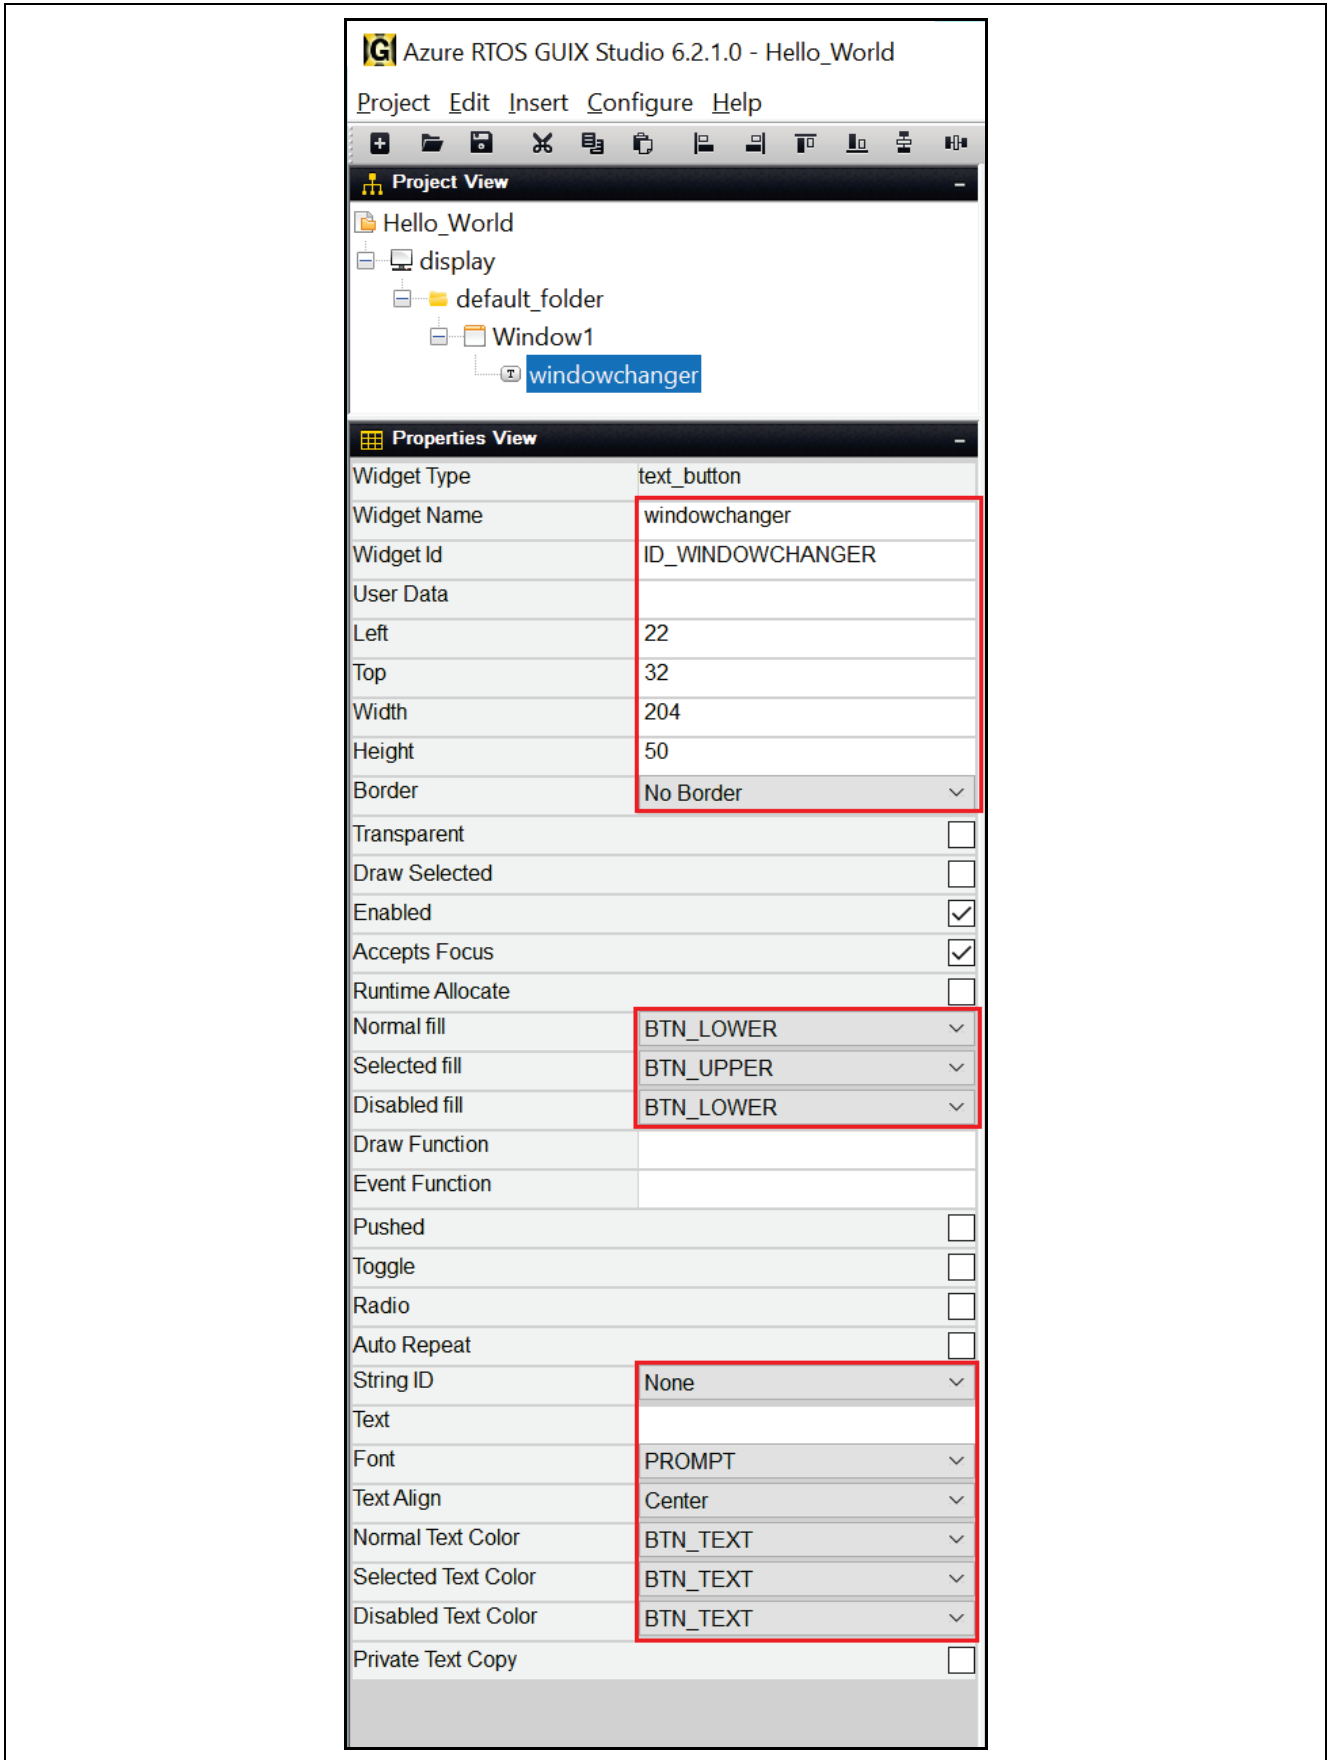 Azure RTOS GUIX Studio 6.2.1.0 - Hello_World
Project Edit Insert Configure Help
Project View
Hello_World
display
default_folder
Window1
windowchanger
Properties View
Widget Type text_button
Widget Name windowchanger
Widget Id ID_WINDOWCHANGER
User Data
Left 22
Top 32
Width 204
Height 50
Border No Border
Transparent
Draw Selected
Enabled
Accepts Focus
Runtime Allocate
Normal fill BTN_LOWER
Selected fill BTN_UPPER
Disabled fill BTN_LOWER
Draw Function
Event Function
Pushed
Toggle
Radio
Auto Repeat
String ID None
Text
Font PROMPT
Text Align Center
Normal Text Color BTN_TEXT
Selected Text Color BTN_TEXT
Disabled Text Color BTN_TEXT
Private Text Copy